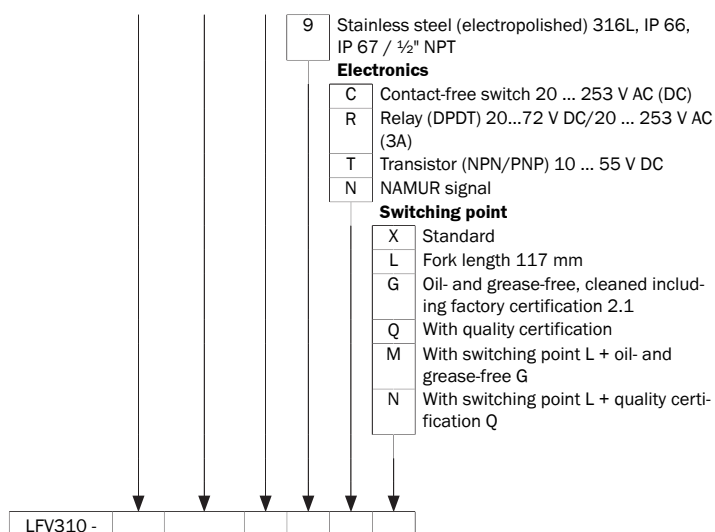 9 Stainless steel (electropolished) 316L, IP 66,
IP 67 / ½" NPT
Electronics
C Contact-free switch 20 ... 253 V AC (DC)
R Relay (DPDT) 20...72 V DC/20 ... 253 V AC
(3A)
T Transistor (NPN/PNP) 10 ... 55 V DC
N NAMUR signal
Switching point
X Standard
L Fork length 117 mm
G Oil- and grease-free, cleaned includ-
ing factory certification 2.1
Q With quality certification
M With switching point L + oil- and
grease-free G
N With switching point L + quality certi-
fication Q
LFV310 -